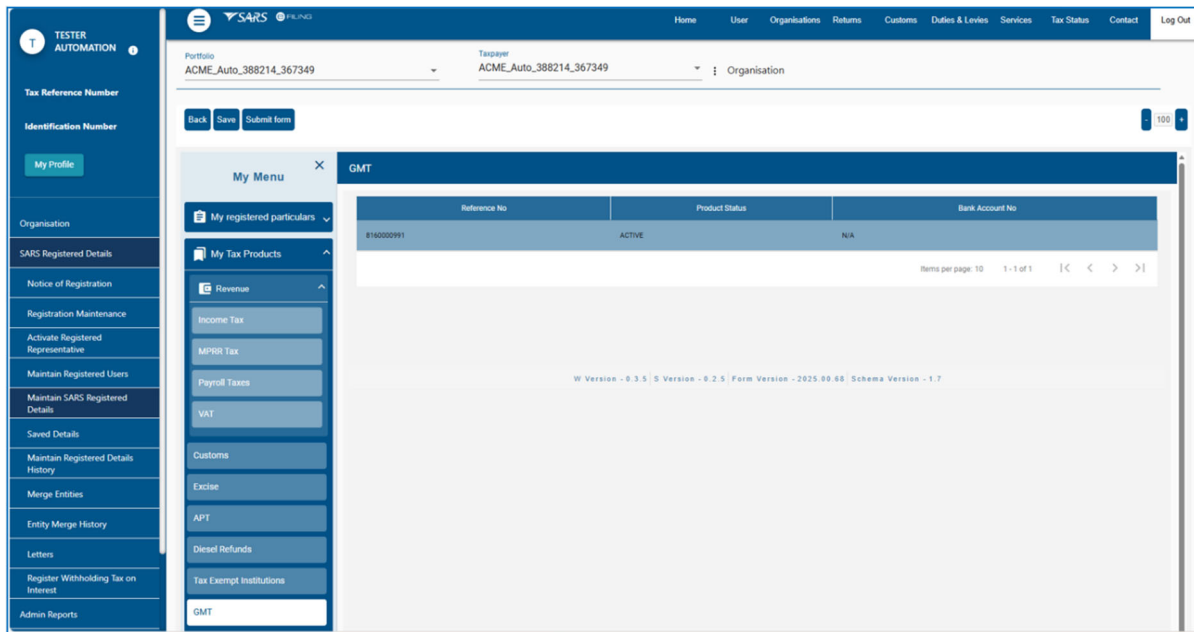 T
TESTER
AUTOMATION
Tax Reference Number
Identification Number
My Profile
Organisation
SARS Registered Details
Notice of Registration
Registration Maintenance
Activate Registered
Representative
Maintain Registered Users
Maintain SARS Registered
Details
Saved Details
Maintain Registered Details
History
Merge Entities
Entity Merge History
Letters
Register Withholding Tax on
Interest
Admin Reports
SARS eFILING
Home User Organisations Returns Customs Duties & Levies Services Tax Status Contact Log Out
Portfolio
ACME_Auto_388214_367349
Taxpayer
ACME_Auto_388214_367349
Organisation
Back Save Submit form
- 100 +
My Menu
My registered particulars
My Tax Products
Revenue
Income Tax
MPRR Tax
Payroll Taxes
VAT
Customs
Excise
APT
Diesel Refunds
Tax Exempt Institutions
GMT
GMT
Reference No Product Status Bank Account No
8160000991 ACTIVE N/A
Items per page: 10 1 - 1 of 1
W Version - 0.3.5 S Version - 0.2.5 Form Version - 2025.00.68 Schema Version - 1.7